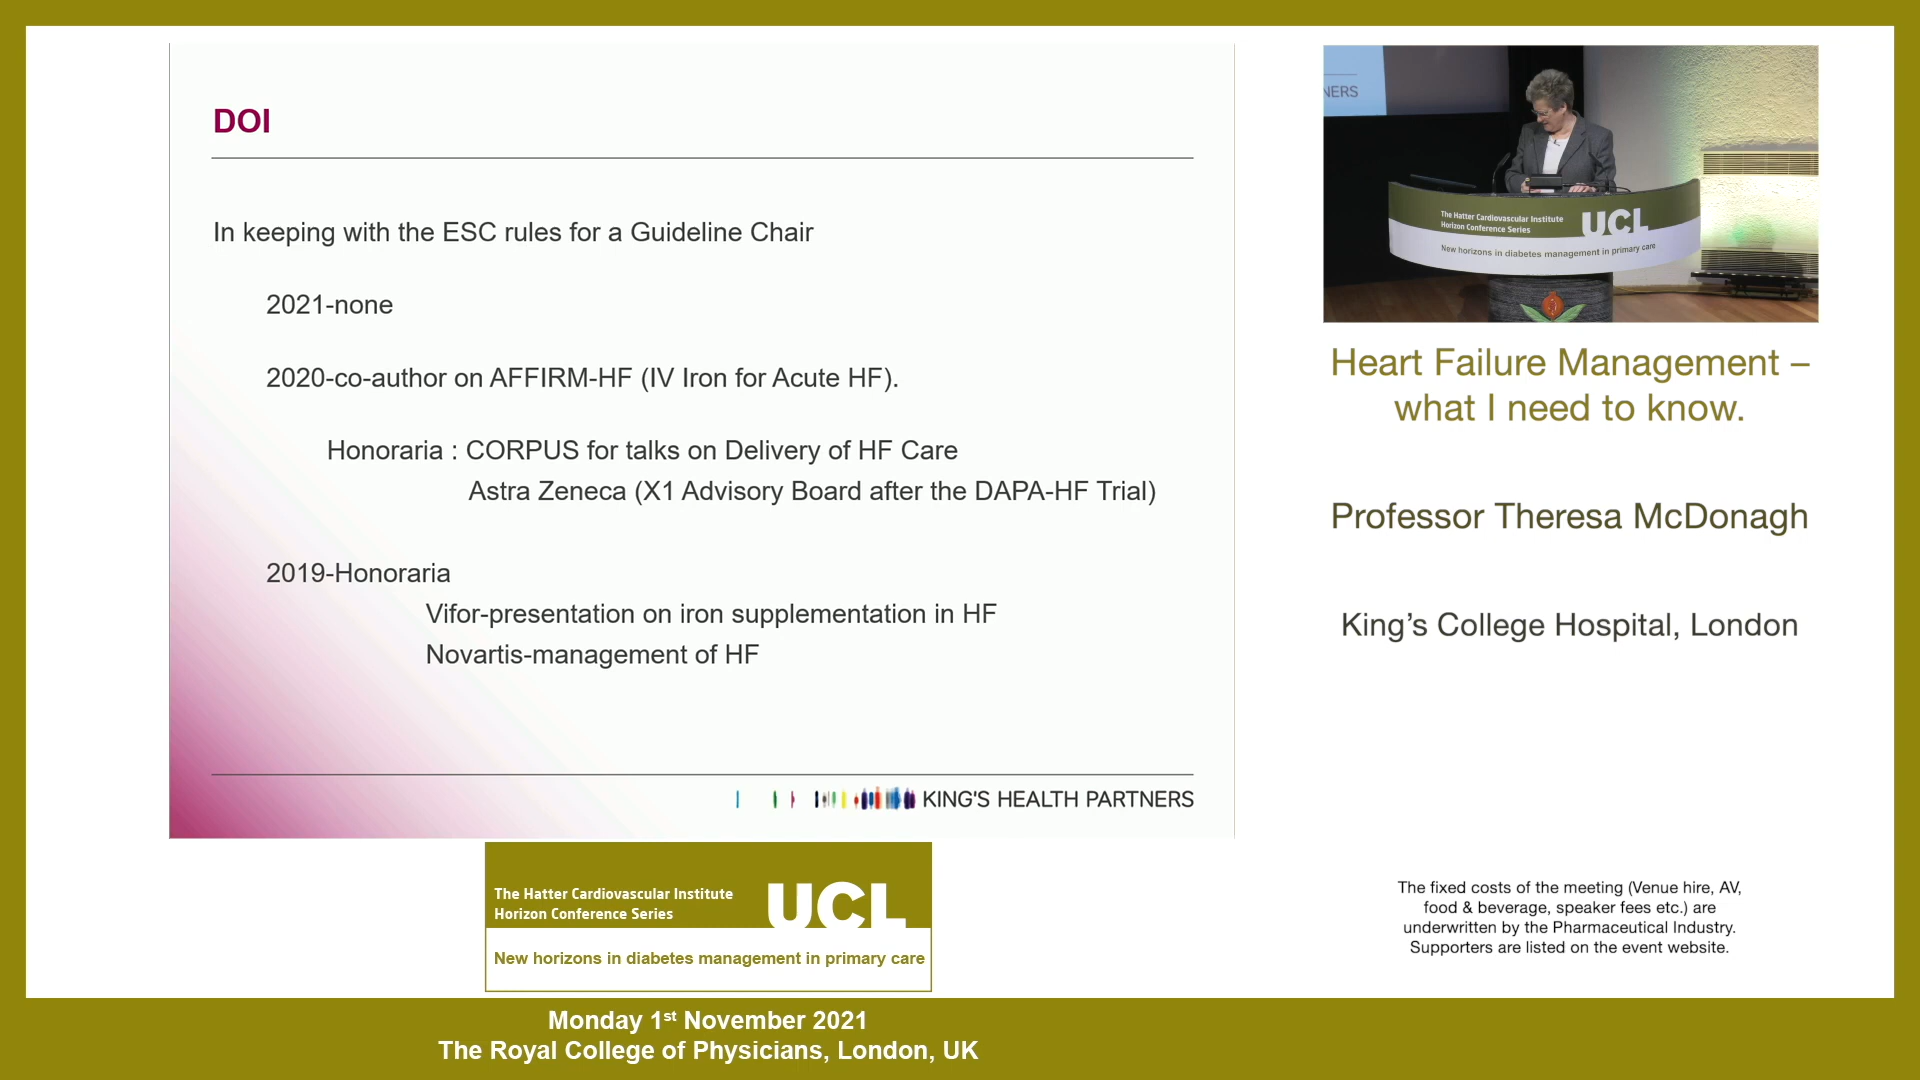 DOI
In keeping with the ESC rules for a Guideline Chair
2021-none
2020-co-author on AFFIRM-HF (IV Iron for Acute HF).
Honoraria : CORPUS for talks on Delivery of HF Care
Astra Zeneca (X1 Advisory Board after the DAPA-HF Trial)
2019-Honoraria
Vifor-presentation on iron supplementation in HF
Novartis-management of HF
KING'S HEALTH PARTNERS
NERS
The Hatter Cardiovascular Institute
Horizon Conference Series
UCL
New horizons in diabetes management in primary care
Heart Failure Management –
what I need to know.
Professor Theresa McDonagh
King's College Hospital, London
The fixed costs of the meeting (Venue hire, AV,
food & beverage, speaker fees etc.) are
underwritten by the Pharmaceutical Industry.
Supporters are listed on the event website.
The Hatter Cardiovascular Institute
Horizon Conference Series
UCL
New horizons in diabetes management in primary care
Monday 1st November 2021
The Royal College of Physicians, London, UK